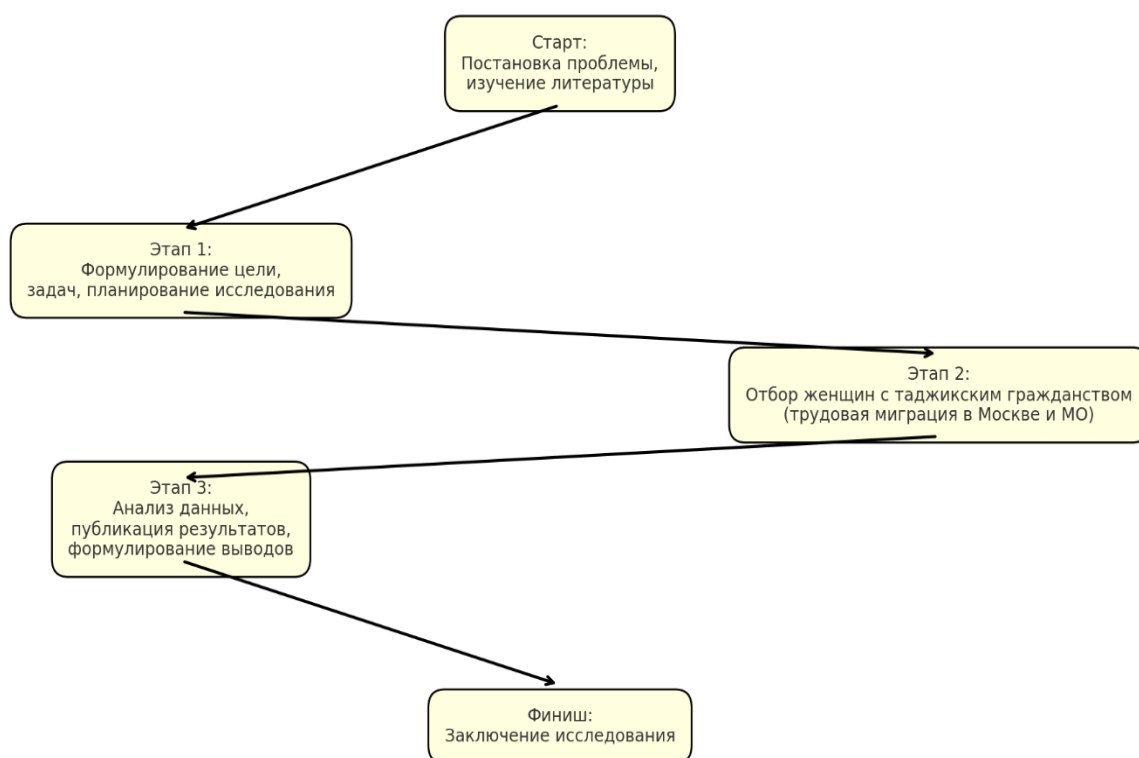 Старт:
Постановка проблемы,
изучение литературы
Этап 1:
Формулирование цели,
задач, планирование исследования
Этап 2:
Отбор женщин с таджикским гражданством
(трудовая миграция в Москве и МО)
Этап 3:
Анализ данных,
публикация результатов,
формулирование выводов
Финиш:
Заключение исследования